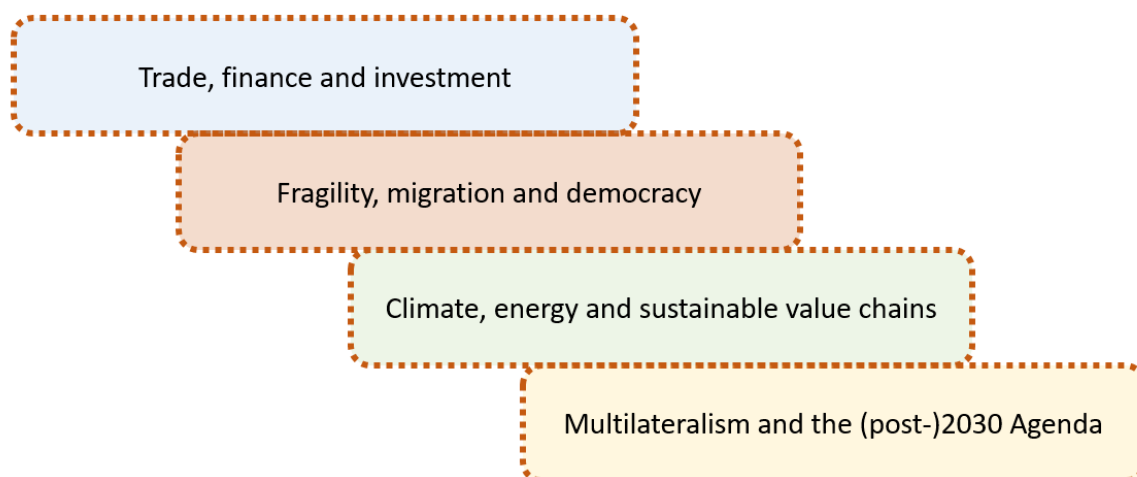 Trade, finance and investment
Fragility, migration and democracy
Climate, energy and sustainable value chains
Multilateralism and the (post-)2030 Agenda